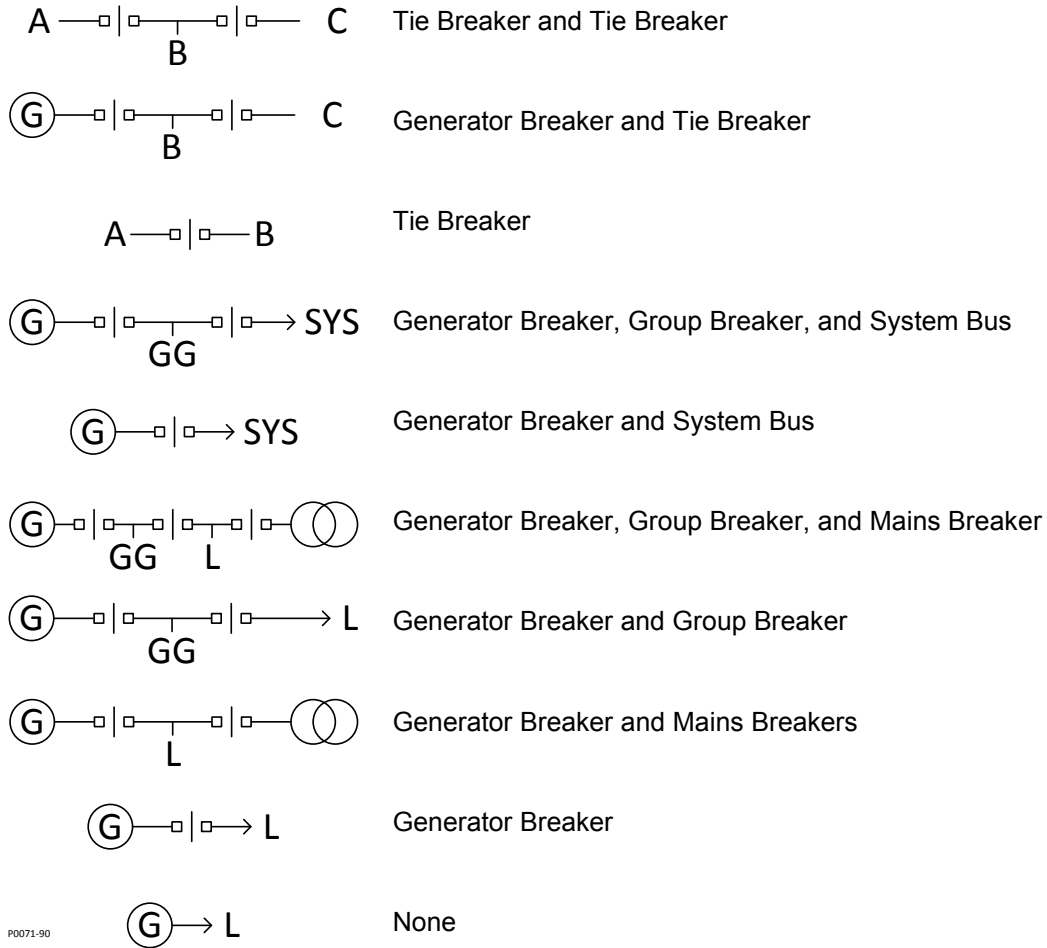 A C Tie Breaker and Tie Breaker
B
G C Generator Breaker and Tie Breaker
B
A B Tie Breaker
G SYS Generator Breaker, Group Breaker, and System Bus
GG
G SYS Generator Breaker and System Bus
G Generator Breaker, Group Breaker, and Mains Breaker
GG L
G L Generator Breaker and Group Breaker
GG
G Generator Breaker and Mains Breakers
L
G L Generator Breaker
G L None
P0071-90